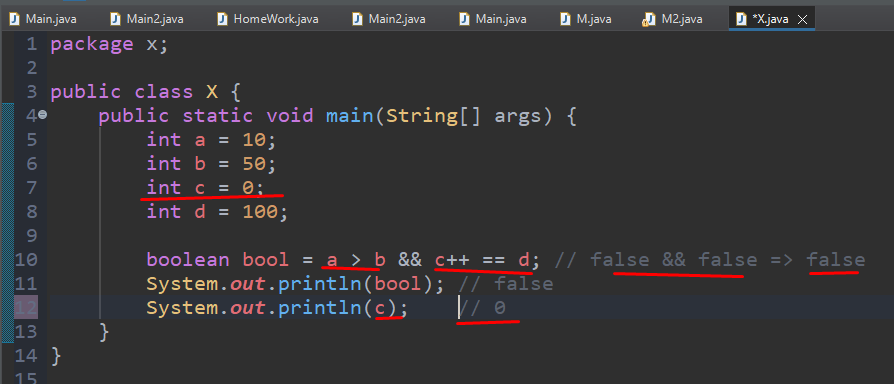 Main.java Main2.java HomeWork.java Main2.java Main.java M.java M2.java *X.java
1 package x;
2
3 public class X {
4 public static void main(String[] args) {
5 int a = 10;
6 int b = 50;
7 int c = 0;
8 int d = 100;
9
10 boolean bool = a > b && c++ == d; // false && false => false
11 System.out.println(bool); // false
12 System.out.println(c); // 0
13 }
14 }
15